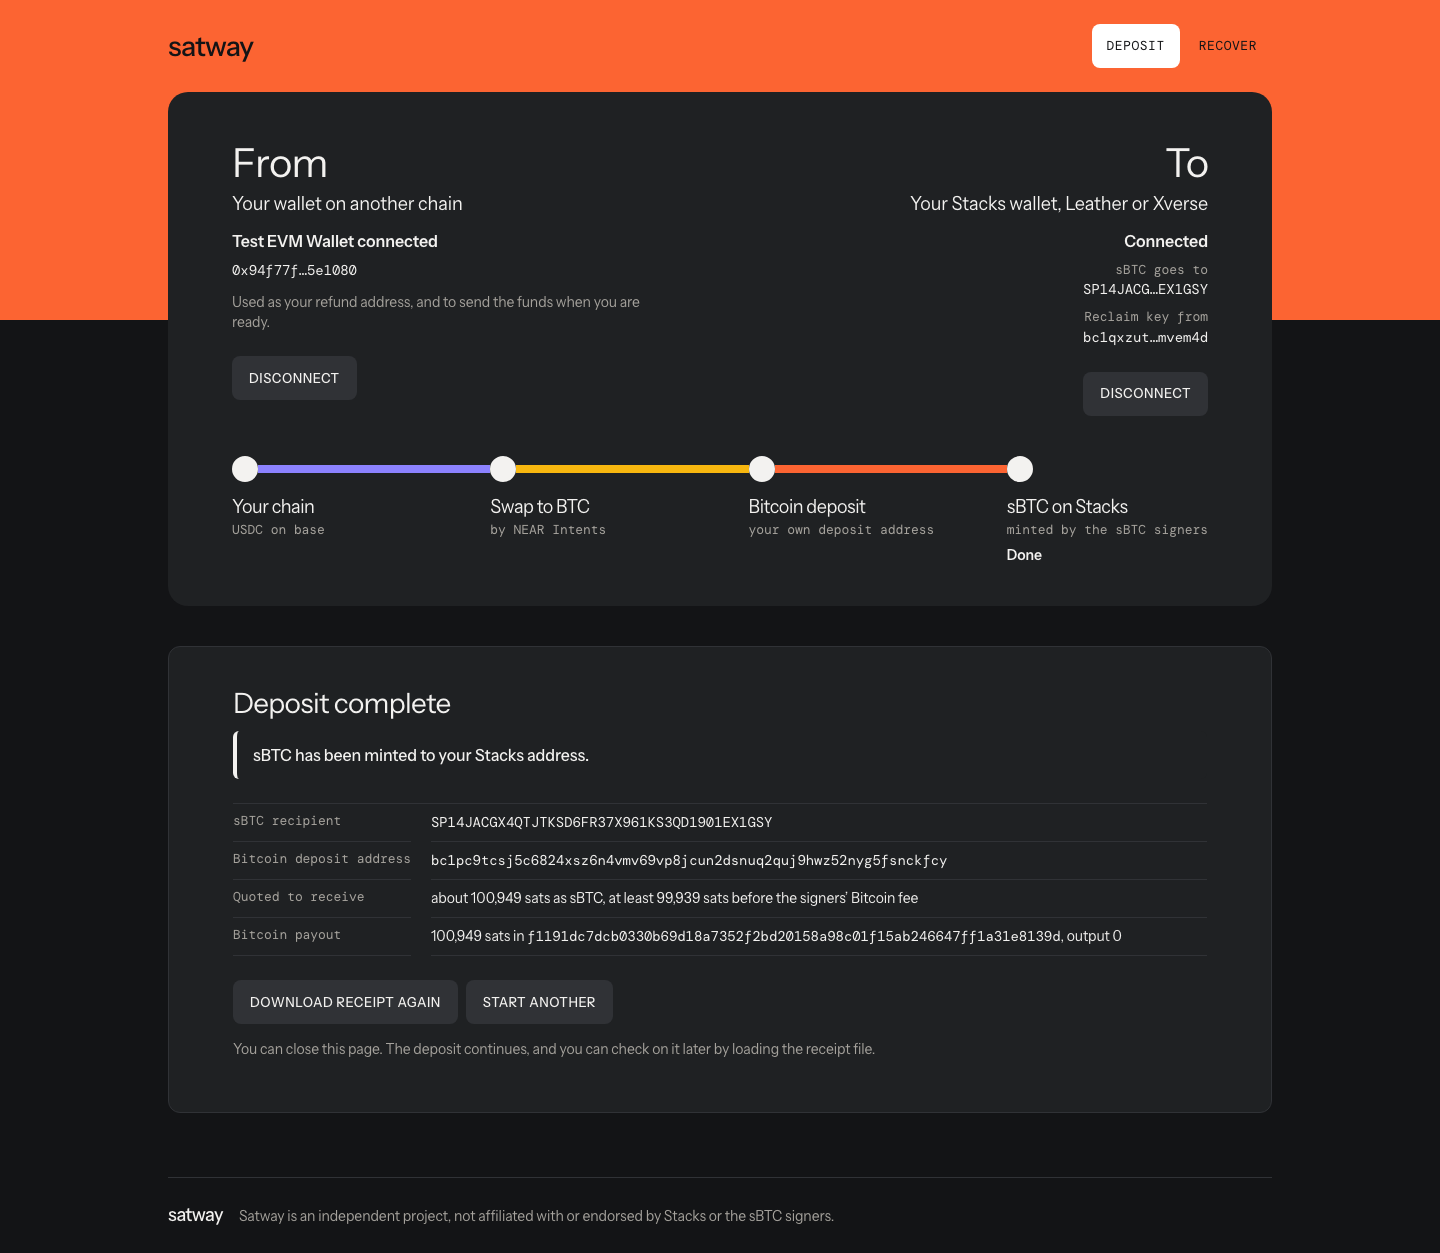 satway
DEPOSIT
RECOVER
From
Your wallet on another chain
Test EVM Wallet connected
0x94f77f…5e1080
Used as your refund address, and to send the funds when you are
ready.
DISCONNECT
To
Your Stacks wallet, Leather or Xverse
Connected
sBTC goes to
SP14JACG…EX1GSY
Reclaim key from
bc1qxzut…mvem4d
DISCONNECT
Your chain
USDC on base
Swap to BTC
by NEAR Intents
Bitcoin deposit
your own deposit address
sBTC on Stacks
minted by the sBTC signers
Done
Deposit complete
sBTC has been minted to your Stacks address.
sBTC recipient
SP14JACGX4QTJTKSD6FR37X961KS3QD1901EX1GSY
Bitcoin deposit address
bc1pc9tcsj5c6824xsz6n4vmv69vp8jcun2dsnuq2quj9hwz52nyg5fsnckfcy
Quoted to receive
about 100,949 sats as sBTC, at least 99,939 sats before the signers’ Bitcoin fee
Bitcoin payout
100,949 sats in f1191dc7dcb0330b69d18a7352f2bd20158a98c01f15ab246647ff1a31e8139d, output 0
DOWNLOAD RECEIPT AGAIN
START ANOTHER
You can close this page. The deposit continues, and you can check on it later by loading the receipt file.
satway
Satway is an independent project, not affiliated with or endorsed by Stacks or the sBTC signers.